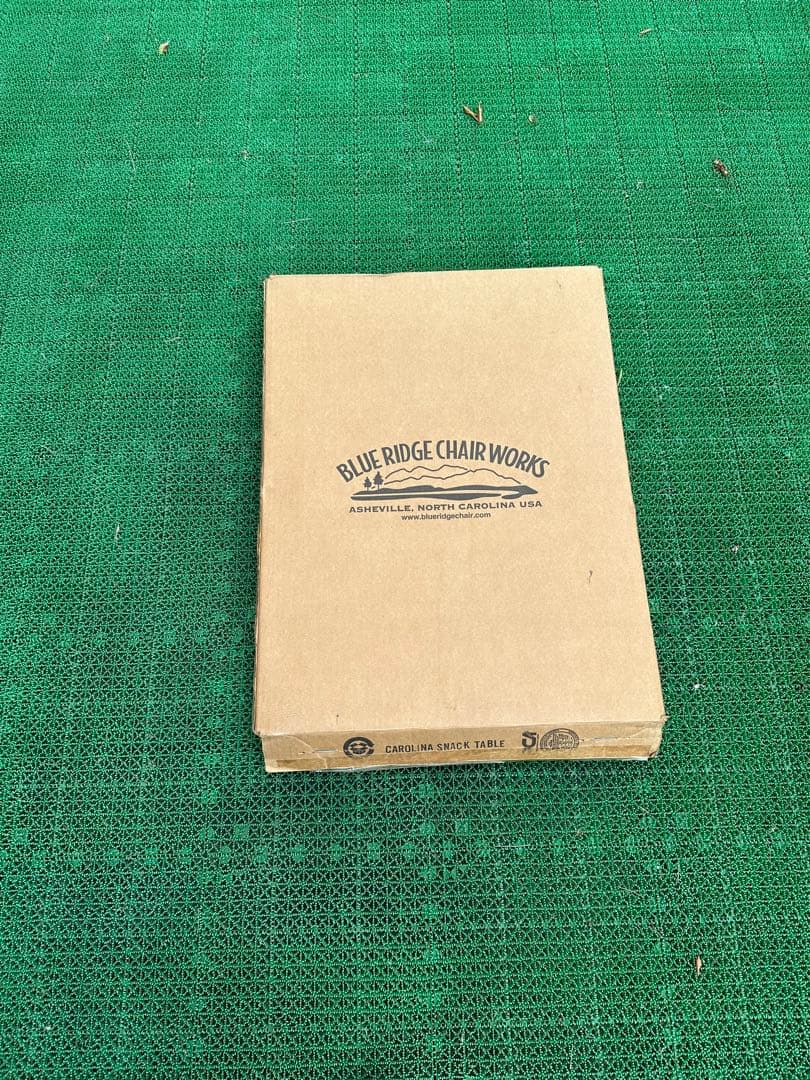 BLUE RIDGE CHAIR WORKS
ASHEVILLE, NORTH CAROLINA USA
www.blueridgechair.com
CAROLINA SNACK TABLE